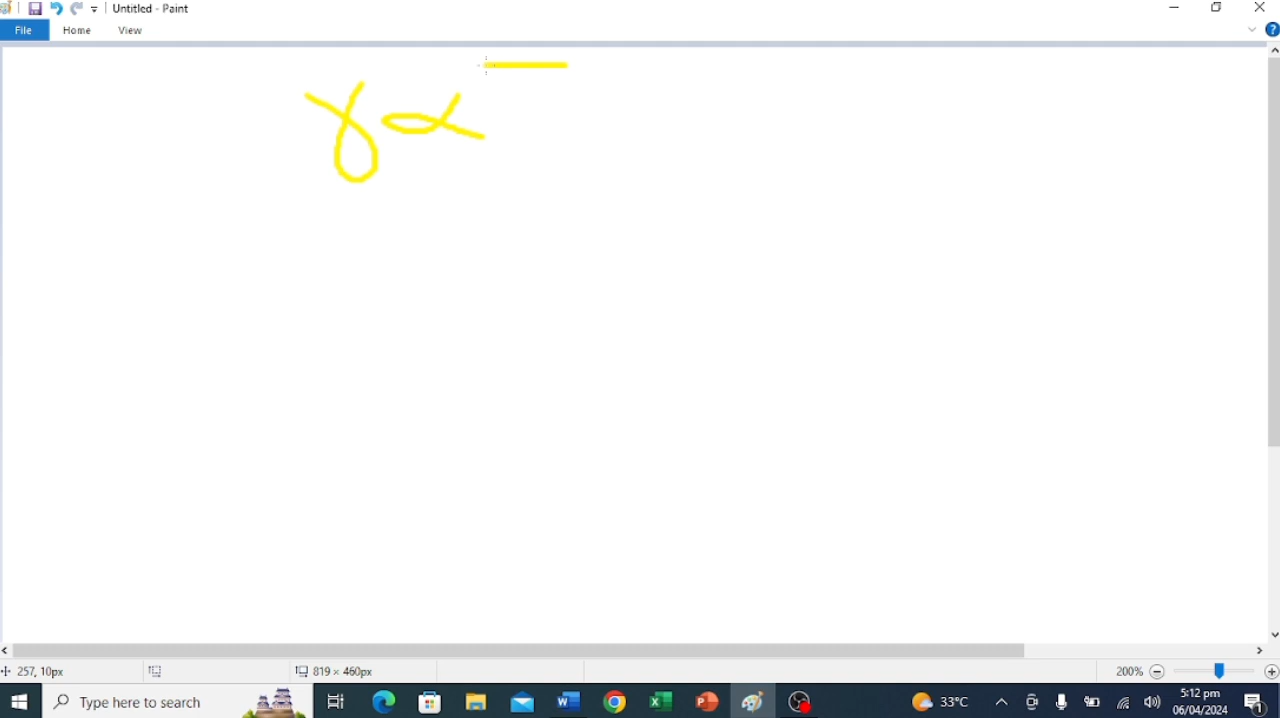 Untitled - Paint
File Home View
γα
257, 10px
819 × 460px
200%
Type here to search
33°C
5:12 pm
06/04/2024